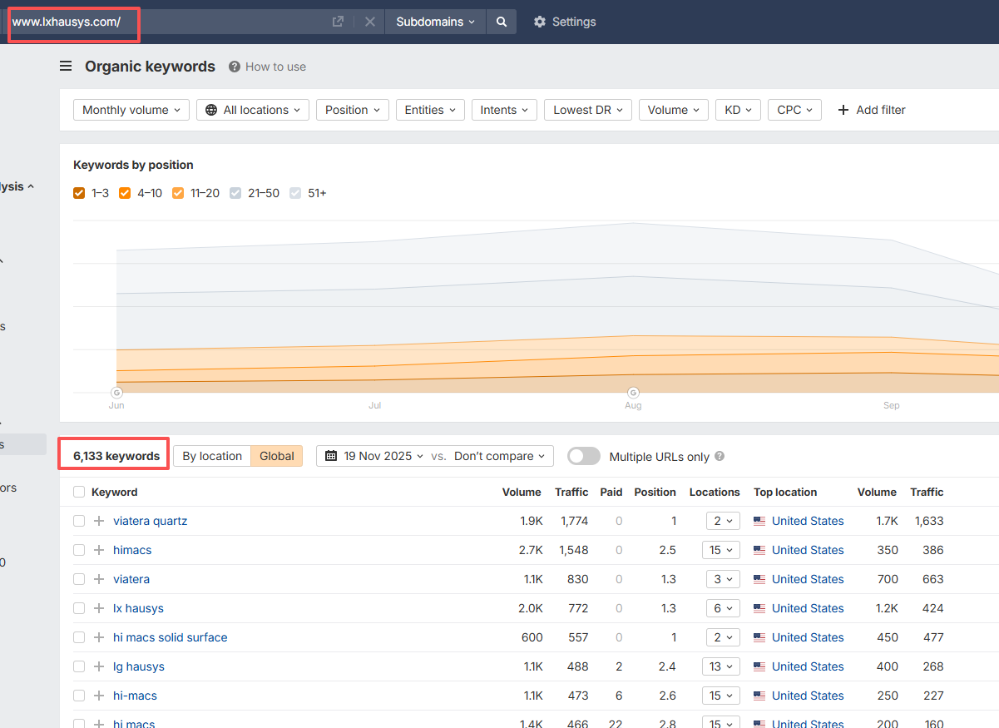 www.lxhausys.com/ Subdomains Settings
Organic keywords How to use
Monthly volume All locations Position Entities Intents Lowest DR Volume KD CPC Add filter
Keywords by position
1–3 4–10 11–20 21–50 51+
lysis
s
G G
Jun Jul Aug Sep
s
6,133 keywords By location Global 19 Nov 2025 vs. Don't compare Multiple URLs only
ors
Keyword Volume Traffic Paid Position Locations Top location Volume Traffic
viatera quartz 1.9K 1,774 0 1 2 United States 1.7K 1,633
himacs 2.7K 1,548 0 2.5 15 United States 350 386
0
viatera 1.1K 830 0 1.3 3 United States 700 663
lx hausys 2.0K 772 0 1.3 6 United States 1.2K 424
hi macs solid surface 600 557 0 1 2 United States 450 477
lg hausys 1.1K 488 2 2.4 13 United States 400 268
hi-macs 1.1K 473 6 2.6 15 United States 250 227
hi macs 1.4K 466 22 2.8 15 United States 200 160